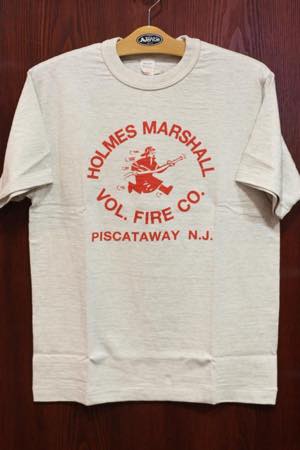 HOLMES MARSHALL
VOL. FIRE CO.
PISCATAWAY N.J.